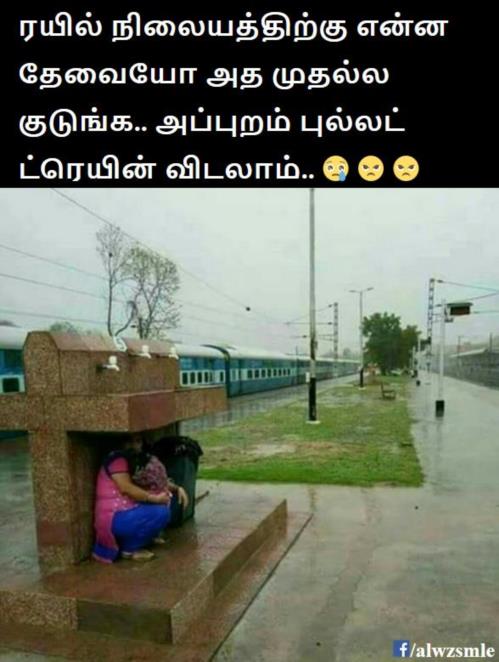 ரயில் நிலையத்திற்கு என்ன
தேவையோ அத முதல்ல
குடுங்க.. அப்புறம் புல்லட்
ட்ரெயின் விடலாம்.. 😢😠😠
f/alwzsmle